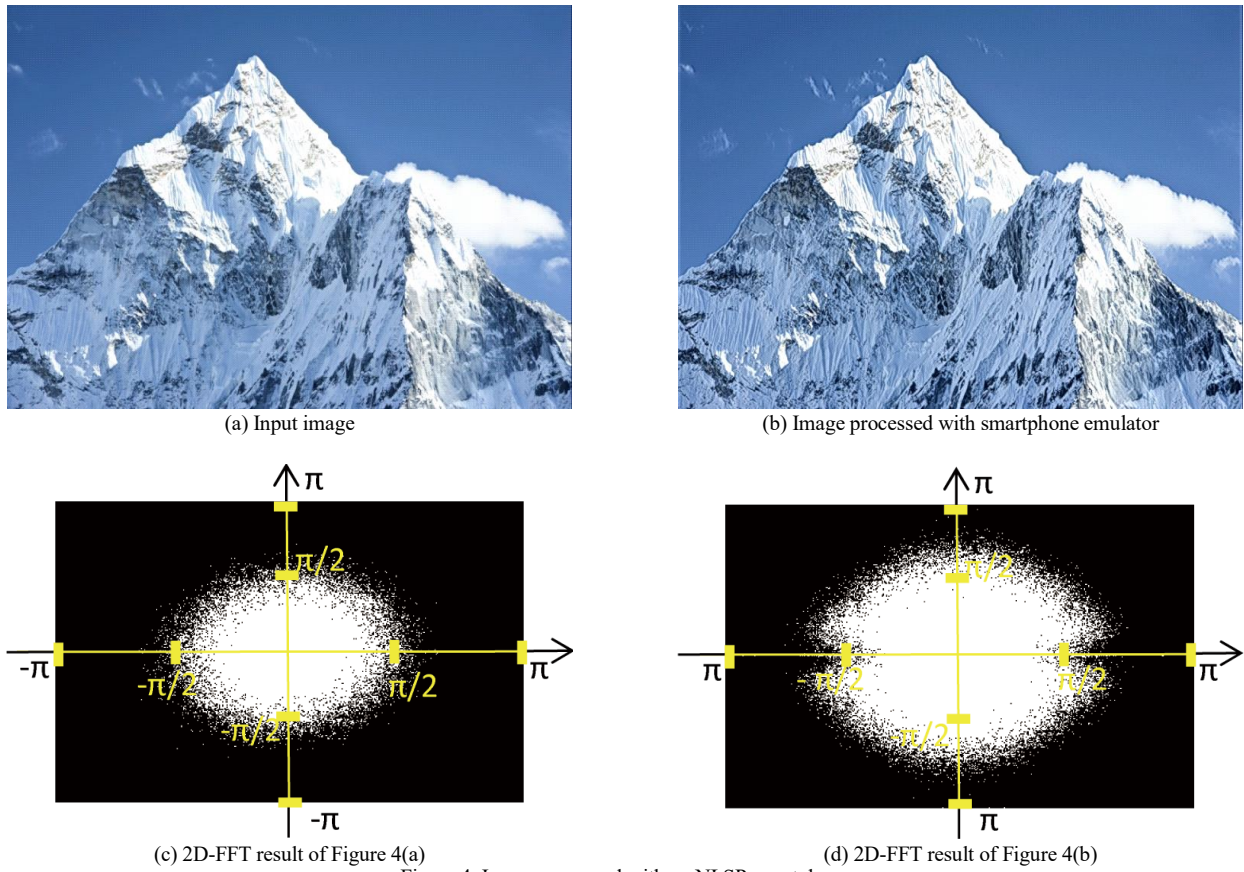 (a) Input image
(b) Image processed with smartphone emulator
π
π/2
-π
-π/2
π/2
π
-π/2
-π
π
π/2
π
-π/2
π/2
π
-π/2
π
(c) 2D-FFT result of Figure 4(a)
(d) 2D-FFT result of Figure 4(b)